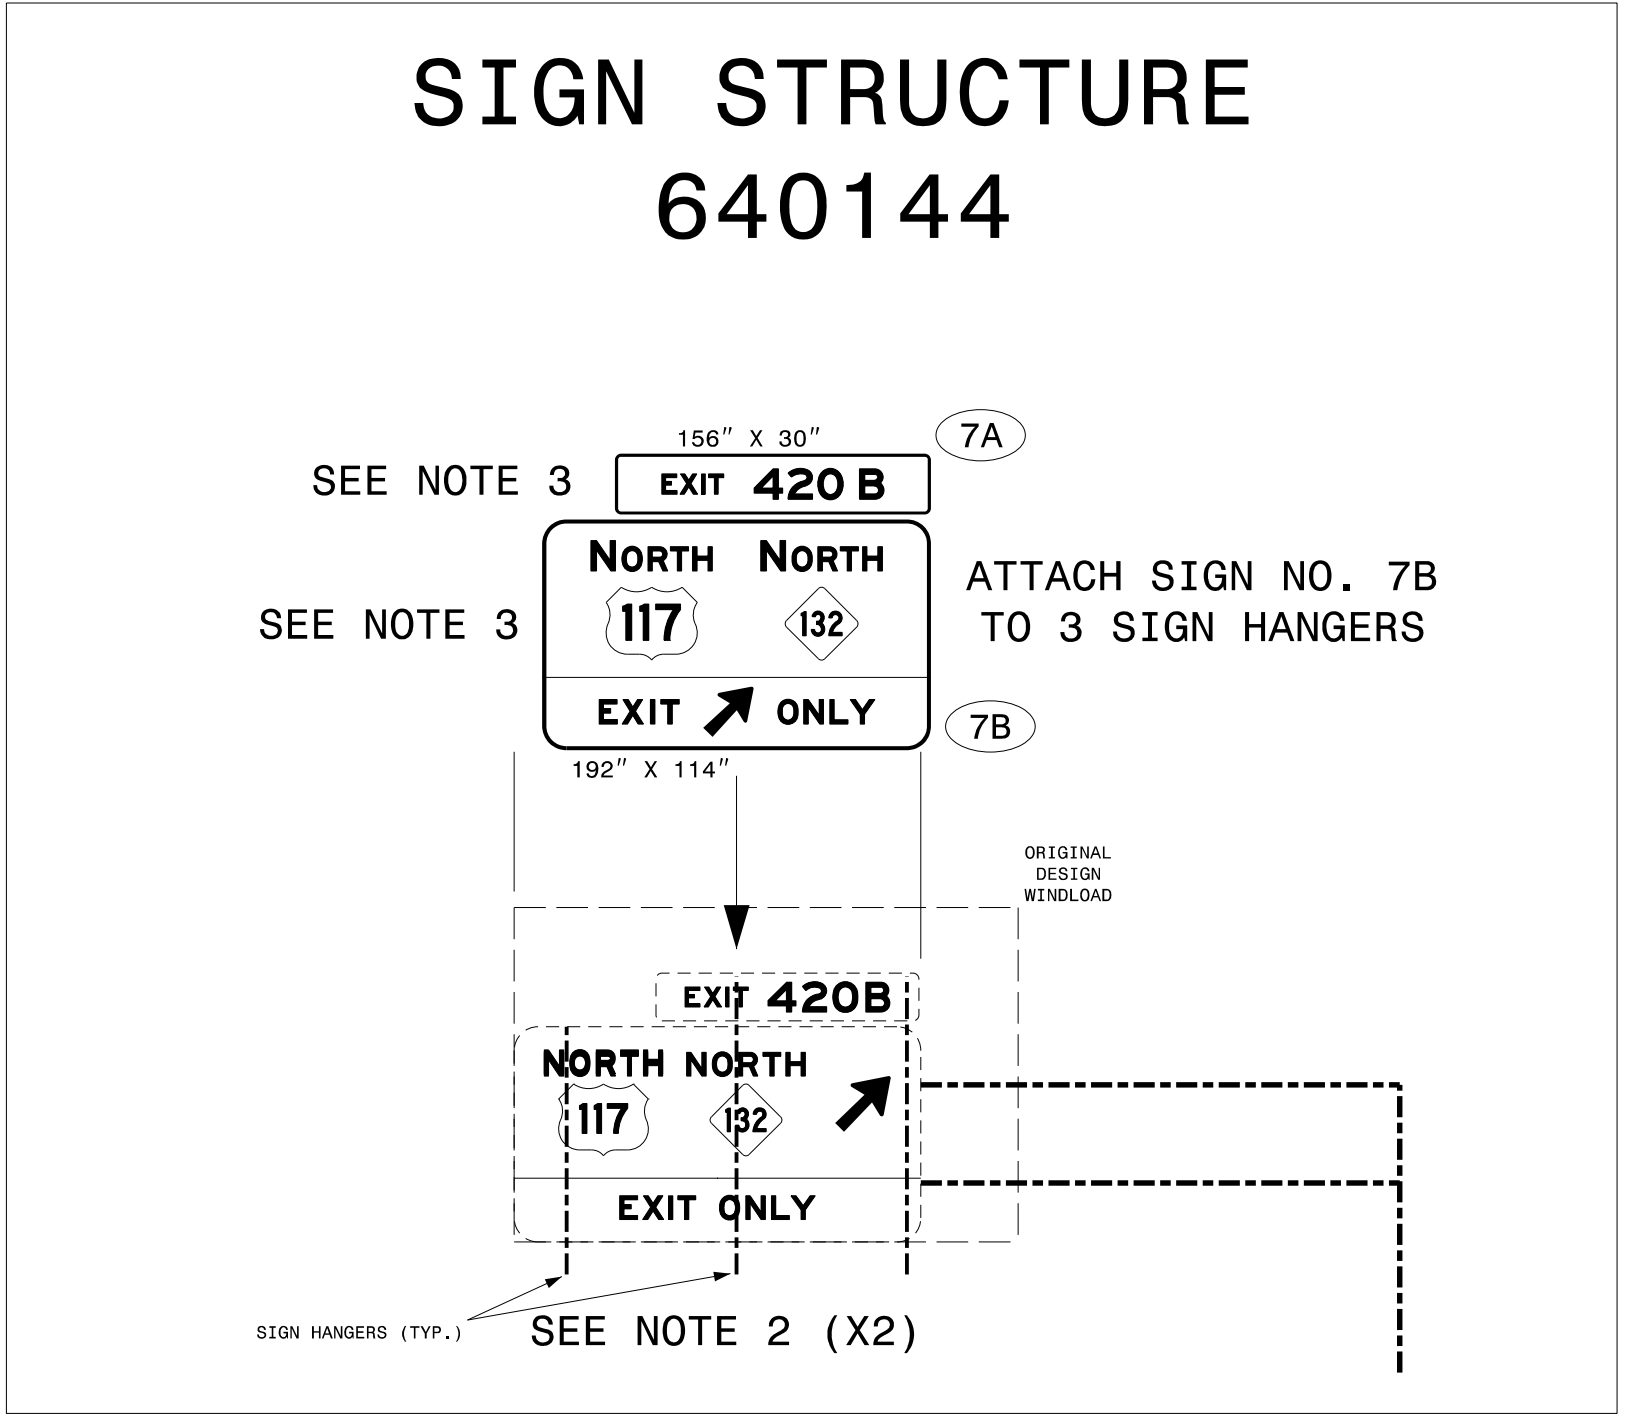 SIGN STRUCTURE
640144
156" X 30"
7A
SEE NOTE 3
EXIT 420 B
NORTH NORTH
117 132
SEE NOTE 3
ATTACH SIGN NO. 7B
TO 3 SIGN HANGERS
EXIT ONLY
7B
192" X 114"
ORIGINAL
DESIGN
WINDLOAD
EXIT 420B
NORTH NORTH
117 132
EXIT ONLY
SIGN HANGERS (TYP.)
SEE NOTE 2 (X2)